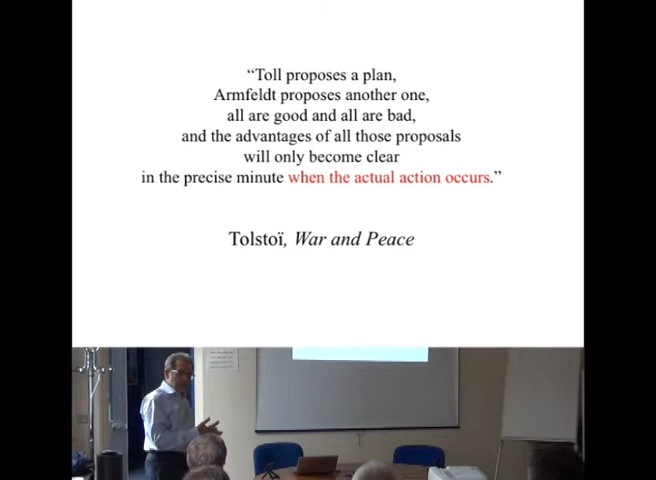 “Toll proposes a plan,
Armfeldt proposes another one,
all are good and all are bad,
and the advantages of all those proposals
will only become clear
in the precise minute when the actual action occurs.”
Tolstoï, War and Peace